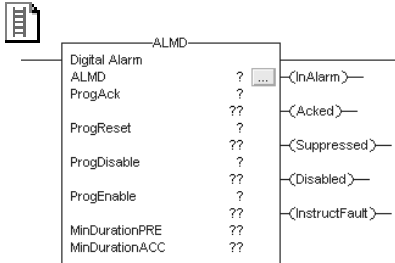 ALMD
Digital Alarm
ALMD ? ... (InAlarm)
ProgAck ?
?? (Acked)
ProgReset ?
?? (Suppressed)
ProgDisable ?
?? (Disabled)
ProgEnable ?
?? (InstructFault)
MinDurationPRE ??
MinDurationACC ??